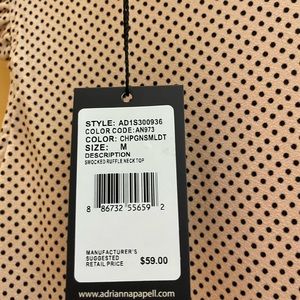 STYLE: AD1S300936
COLOR CODE: AN973
COLOR: CHPGNSMLDT
SIZE: M
DESCRIPTION
SMOCKED RUFFLE NECK TOP
8 86732 55659 2
MANUFACTURER'S
SUGGESTED
RETAIL PRICE $59.00
www.adriannapapell.com